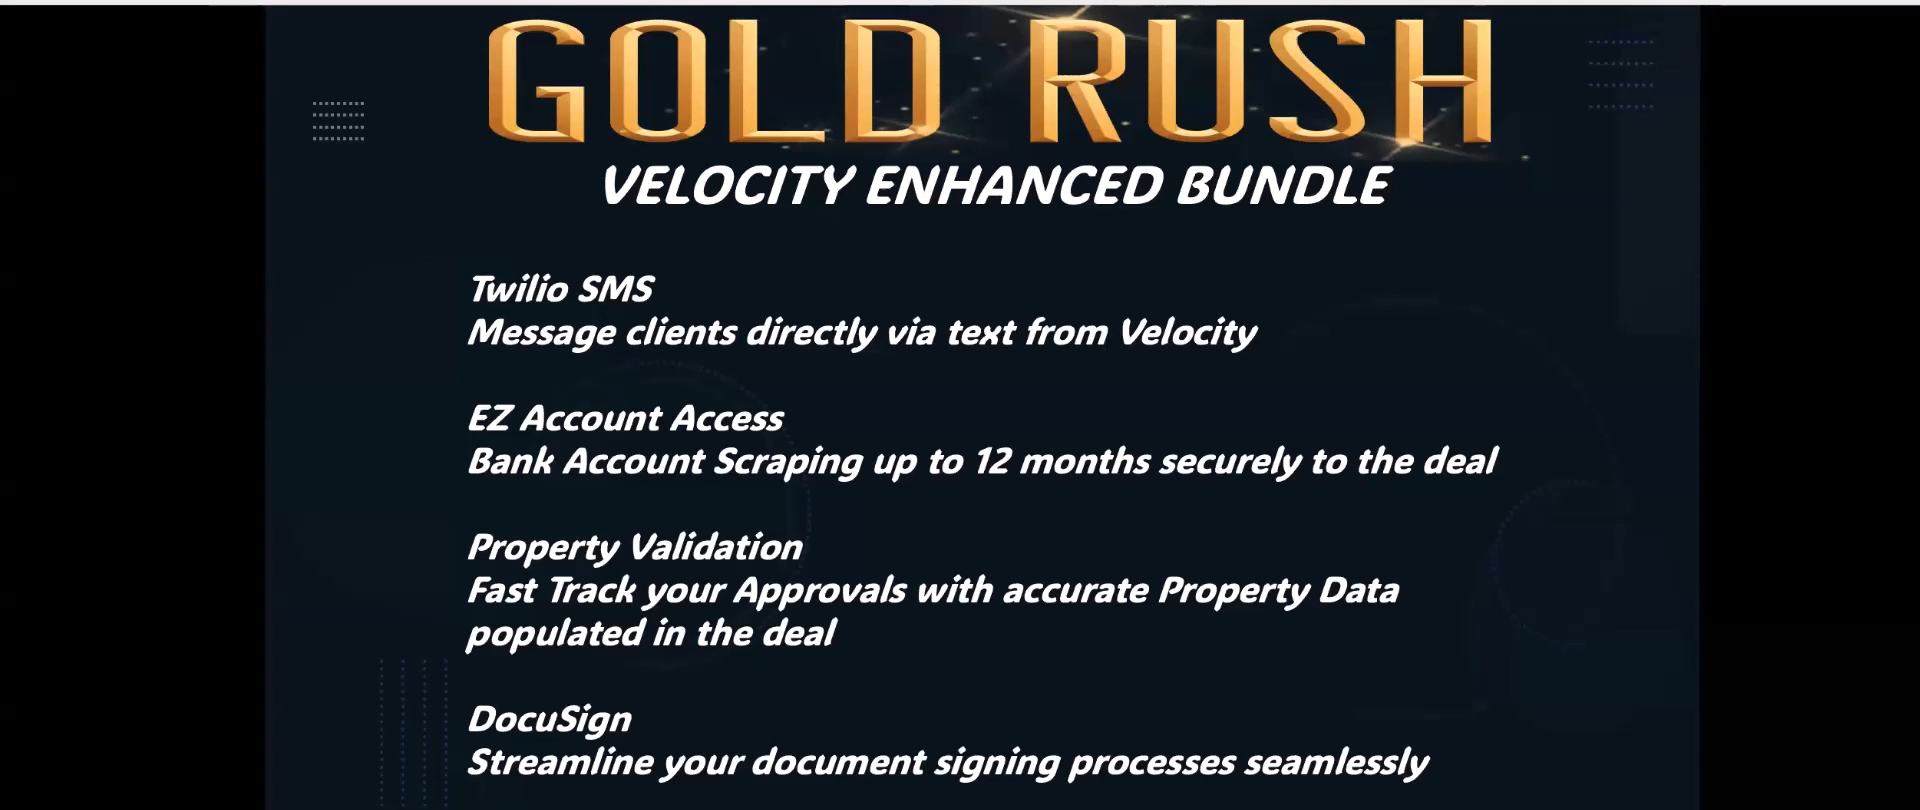 GOLD RUSH
VELOCITY ENHANCED BUNDLE
Twilio SMS
Message clients directly via text from Velocity
EZ Account Access
Bank Account Scraping up to 12 months securely to the deal
Property Validation
Fast Track your Approvals with accurate Property Data
populated in the deal
DocuSign
Streamline your document signing processes seamlessly